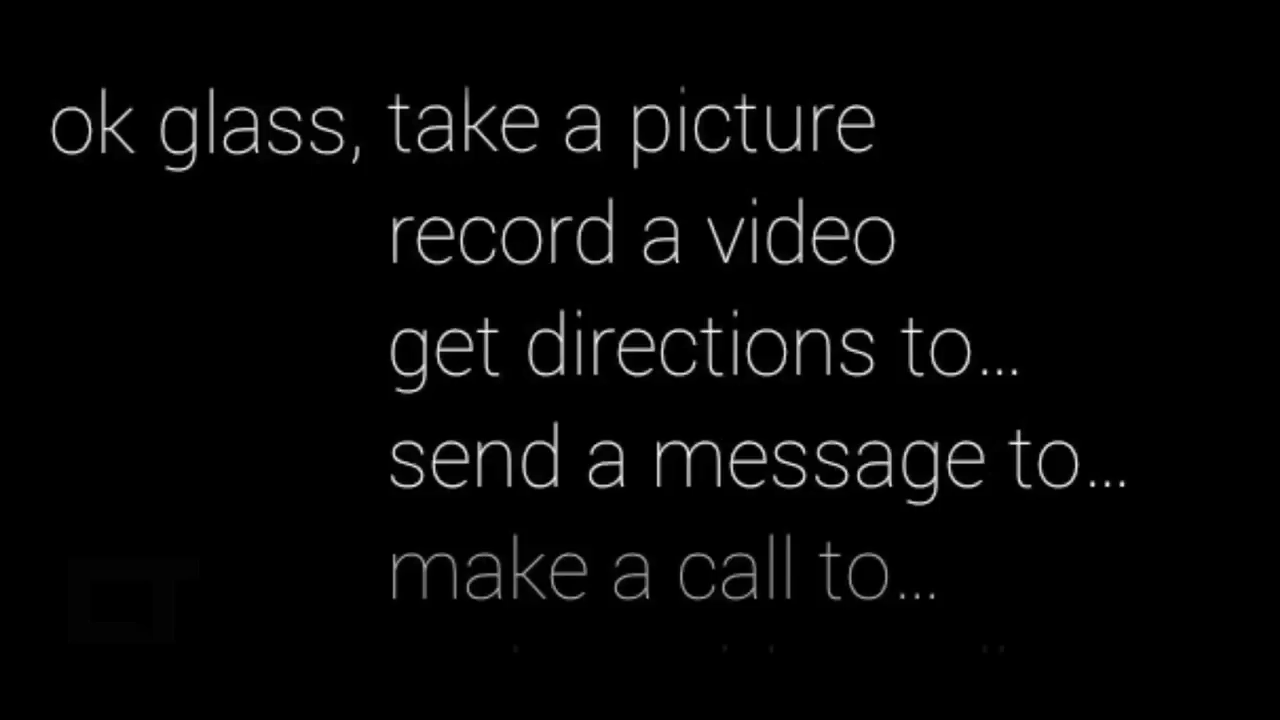 ok glass, take a picture
record a video
get directions to...
send a message to...
make a call to...